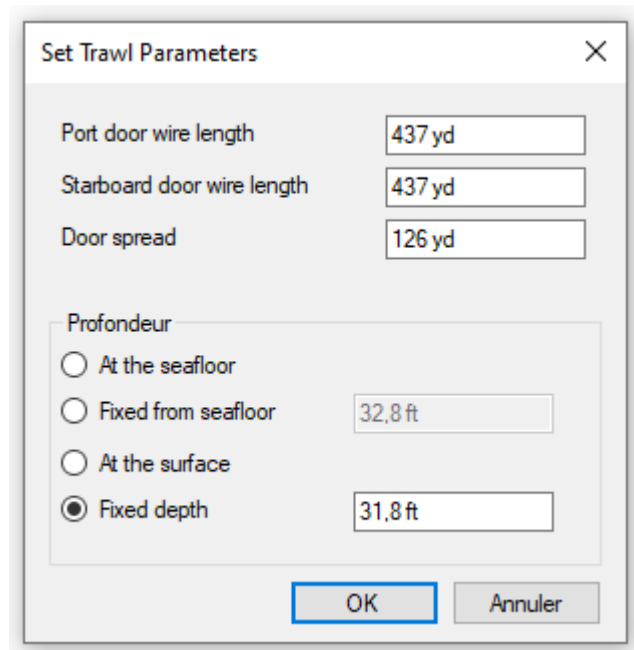 Set Trawl Parameters
Port door wire length 437 yd
Starboard door wire length 437 yd
Door spread 126 yd
Profondeur
At the seafloor
Fixed from seafloor 32,8 ft
At the surface
Fixed depth 31,8 ft
OK Annuler